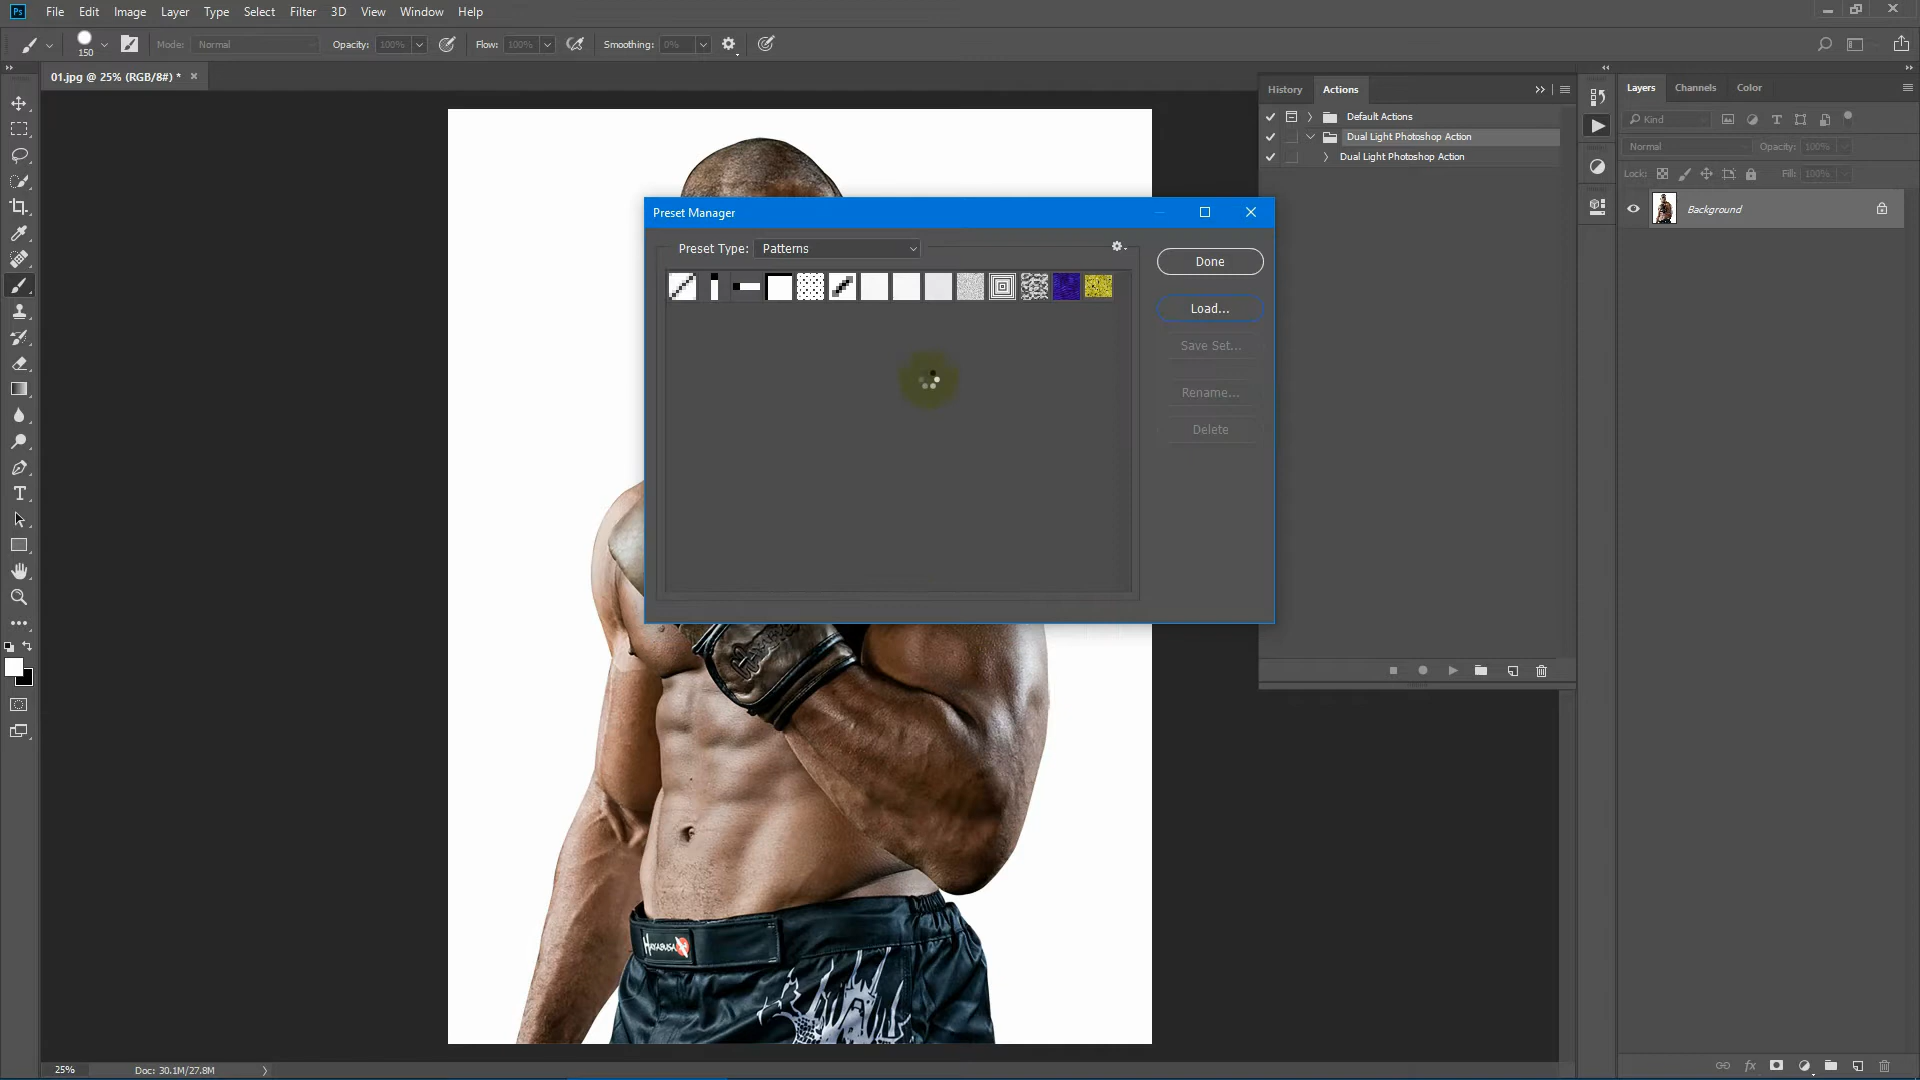 Ps File Edit Image Layer Type Select Filter 3D View Window Help
150 Mode: Normal Opacity: 100% Flow: 100% Smoothing: 0%
01.jpg @ 25% (RGB/8#) *
History Actions
Default Actions
Dual Light Photoshop Action
Dual Light Photoshop Action
Layers Channels Color
Kind
Normal Opacity: 100%
Lock: Fill: 100%
Background
Preset Manager
Preset Type: Patterns
Done
Load...
Save Set...
Rename...
Delete
HAYABUSA
25% Doc: 30.1M/27.8M